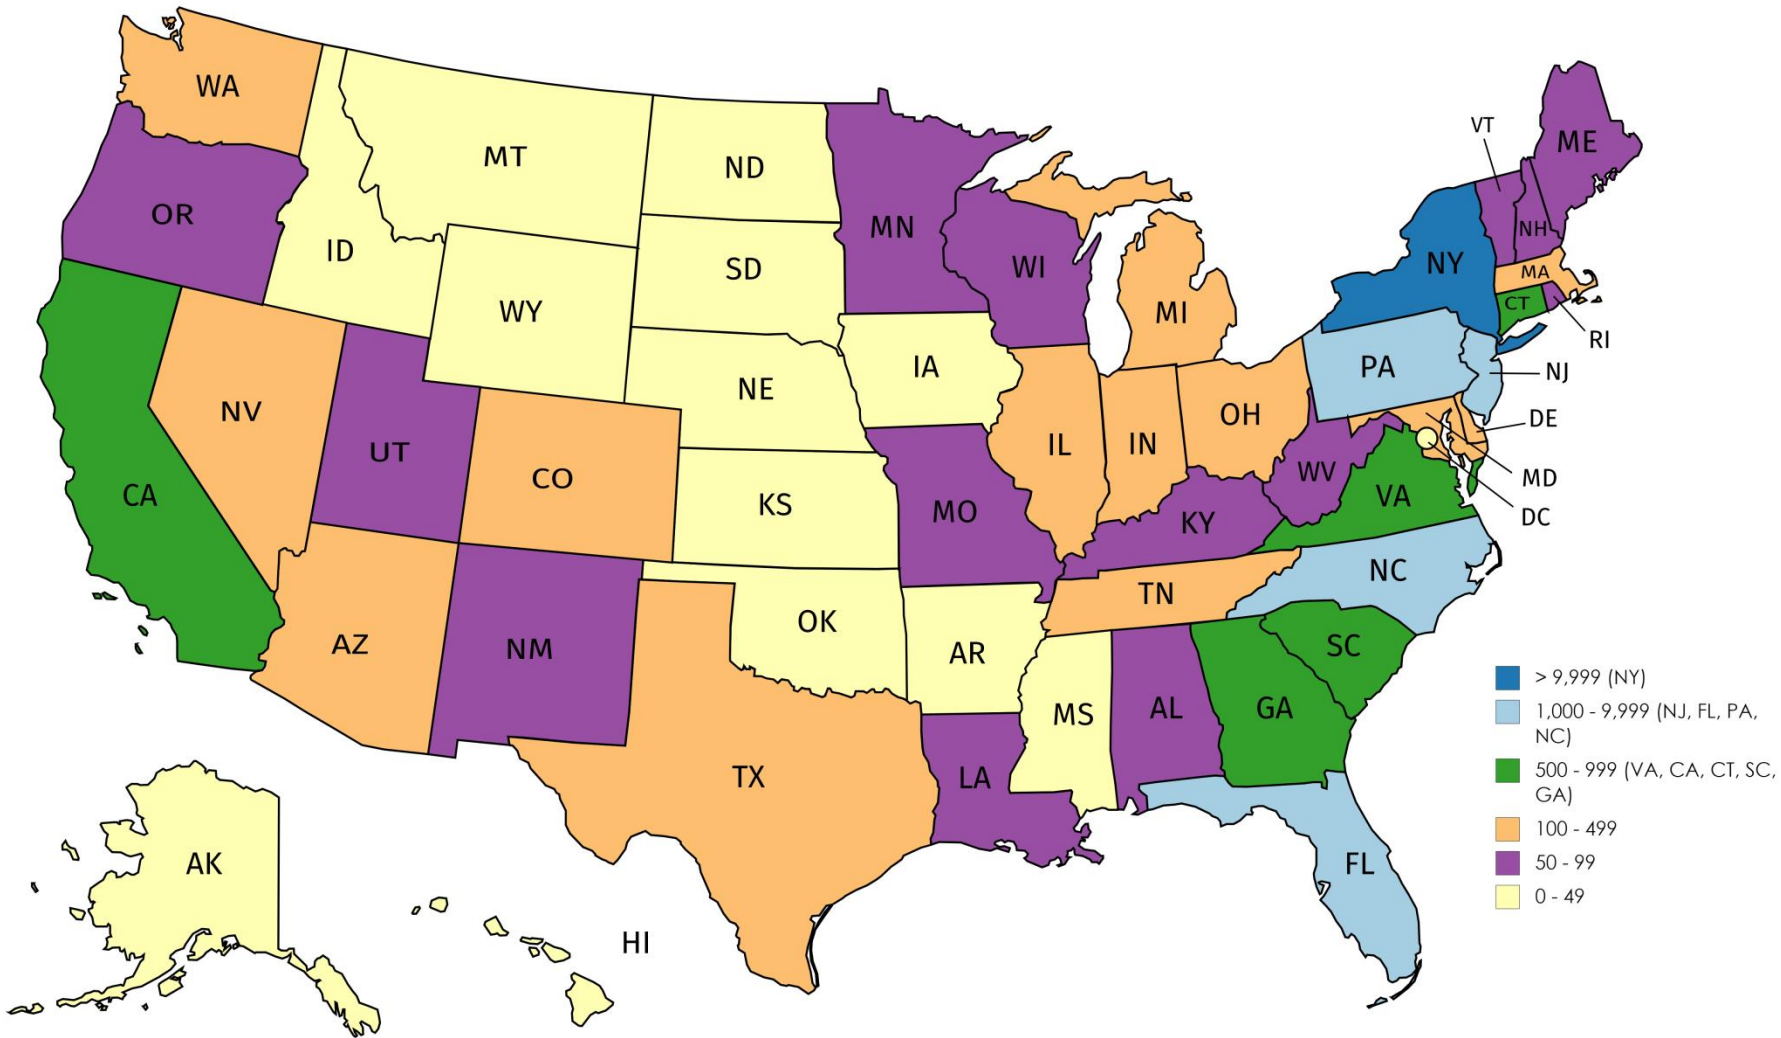 WA
MT
ND
MN
VT
ME
OR
ID
SD
WI
NH
NY
MA
WY
MI
CT
RI
IA
PA
NJ
NE
NV
OH
DE
UT
IL
IN
CO
WV
MD
CA
KS
MO
VA
DC
KY
NC
TN
OK
AZ
NM
AR
SC
MS
AL
GA
TX
LA
AK
FL
HI
> 9,999 (NY)
1,000 - 9,999 (NJ, FL, PA,
NC)
500 - 999 (VA, CA, CT, SC,
GA)
100 - 499
50 - 99
0 - 49